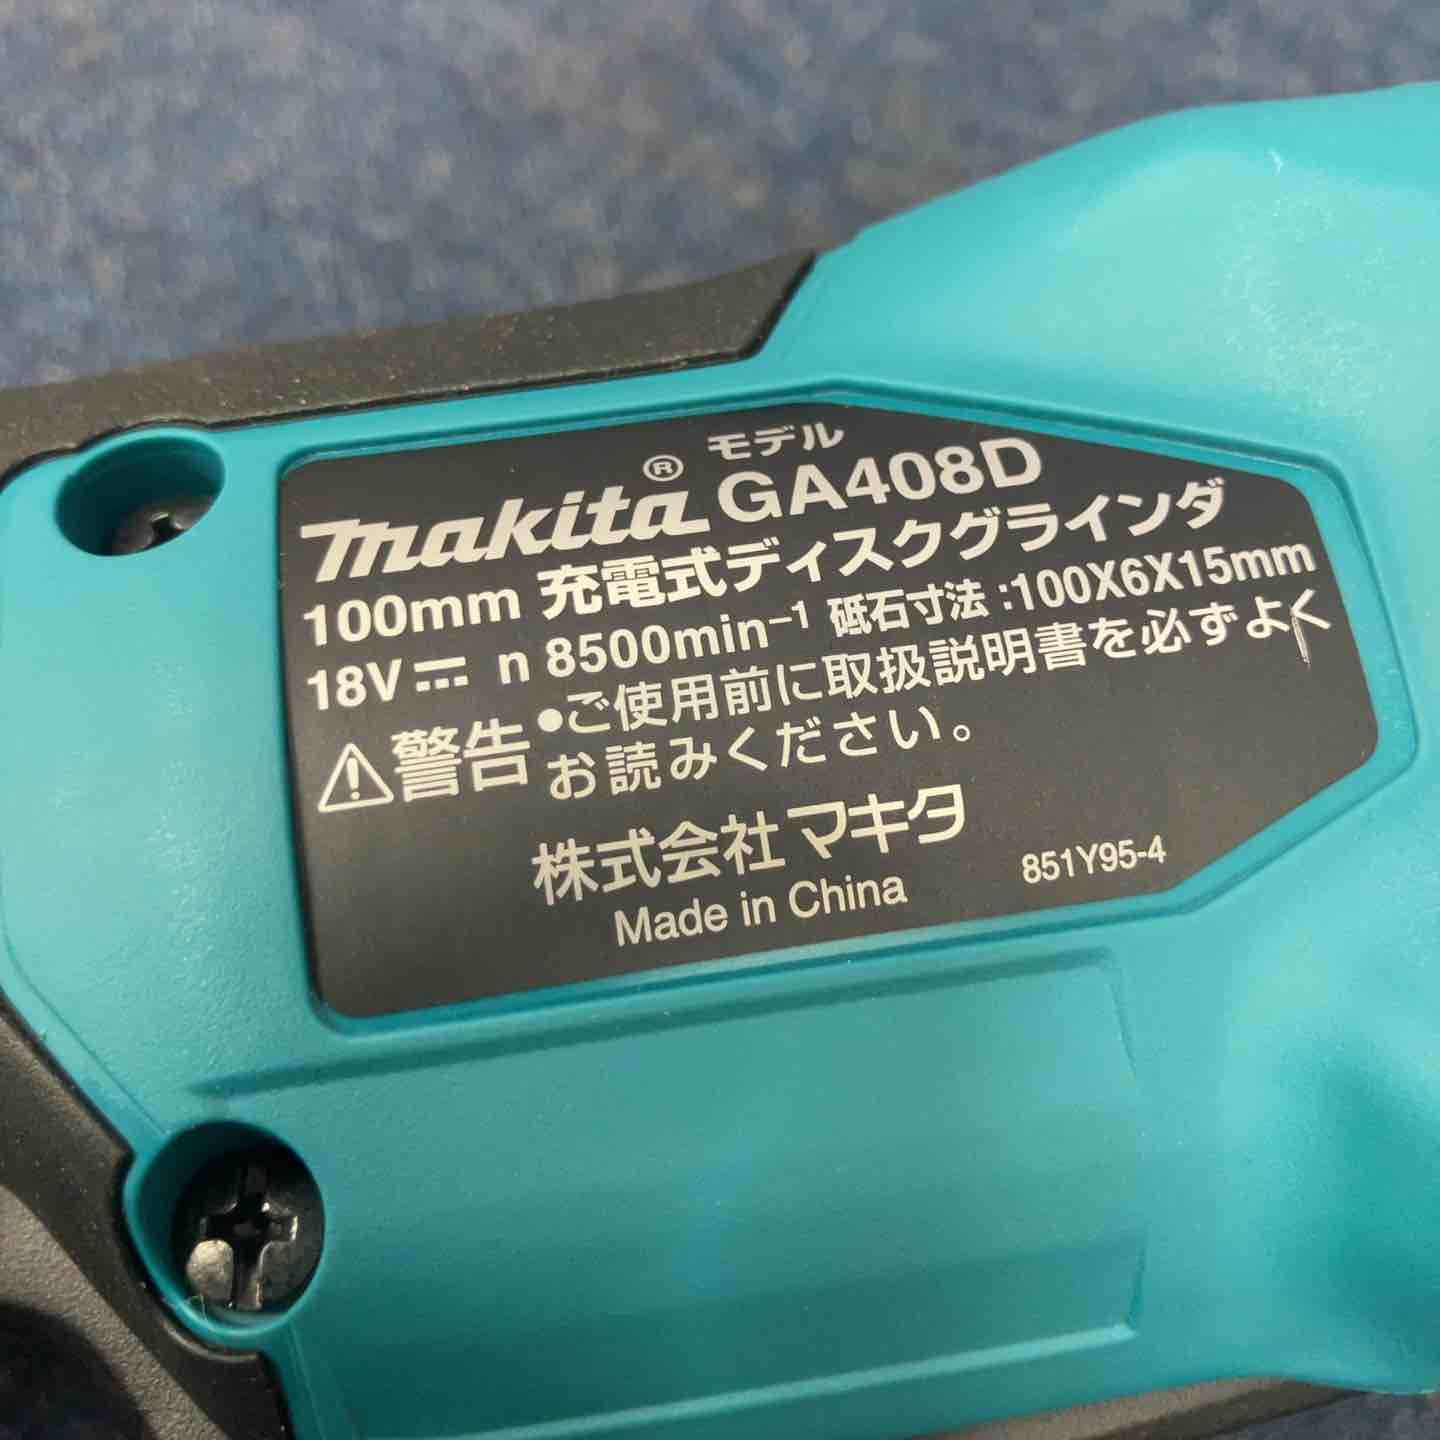 モデル
makita® GA408D
100mm 充電式ディスクグラインダ
18V⎓ n 8500min⁻¹ 砥石寸法:100X6X15mm
⚠警告 ●ご使用前に取扱説明書を必ずよく
お読みください。
株式会社マキタ
851Y95-4
Made in China